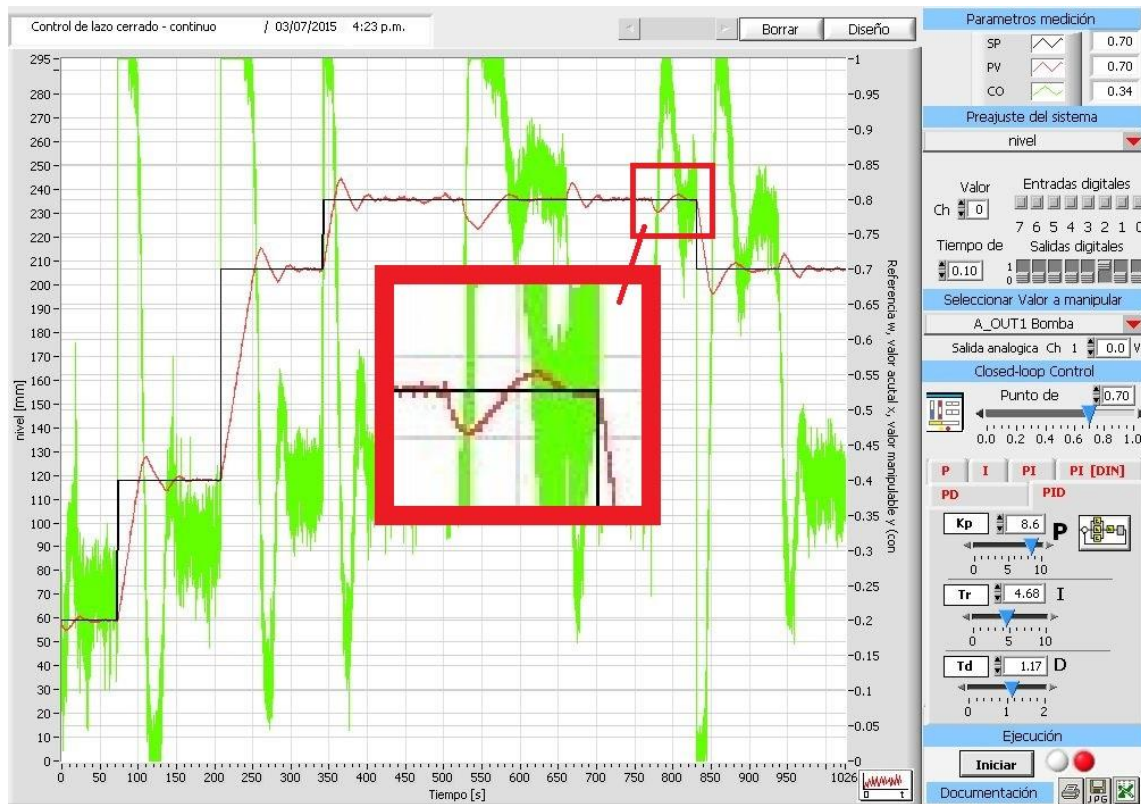 Control de lazo cerrado - continuo / 03/07/2015 4:23 p.m.
Borrar
Diseño
295
280
270
260
250
240
230
220
210
200
190
180
170
160
150
140
130
120
110
100
90
80
70
60
50
40
30
20
10
0
nivel [mm]
1
0.95
0.9
0.85
0.8
0.75
0.7
0.65
0.6
0.55
0.5
0.45
0.4
0.35
0.3
0.25
0.2
0.15
0.1
0.05
0
Referencia w, valor acutal x, valor manipulable y (con
0 50 100 150 200 250 300 350 400 450 500 550 600 650 700 750 800 850 900 950 1026
Tiempo [s]
0 t
Parametros medición
SP 0.70
PV 0.70
CO 0.34
Preajuste del sistema
nivel
Valor
Ch 0
Entradas digitales
7 6 5 4 3 2 1 0
Tiempo de
0.10
Salidas digitales
1
0
Seleccionar Valor a manipular
A_OUT1 Bomba
Salida analogica Ch 1 0.0 V
Closed-loop Control
Punto de 0.70
0.0 0.2 0.4 0.6 0.8 1.0
P I PI PI [DIN]
PD PID
Kp 8.6 P
0 5 10
Tr 4.68 I
0 5 10
Td 1.17 D
0 1 2
Ejecución
Iniciar
Documentación
JPG